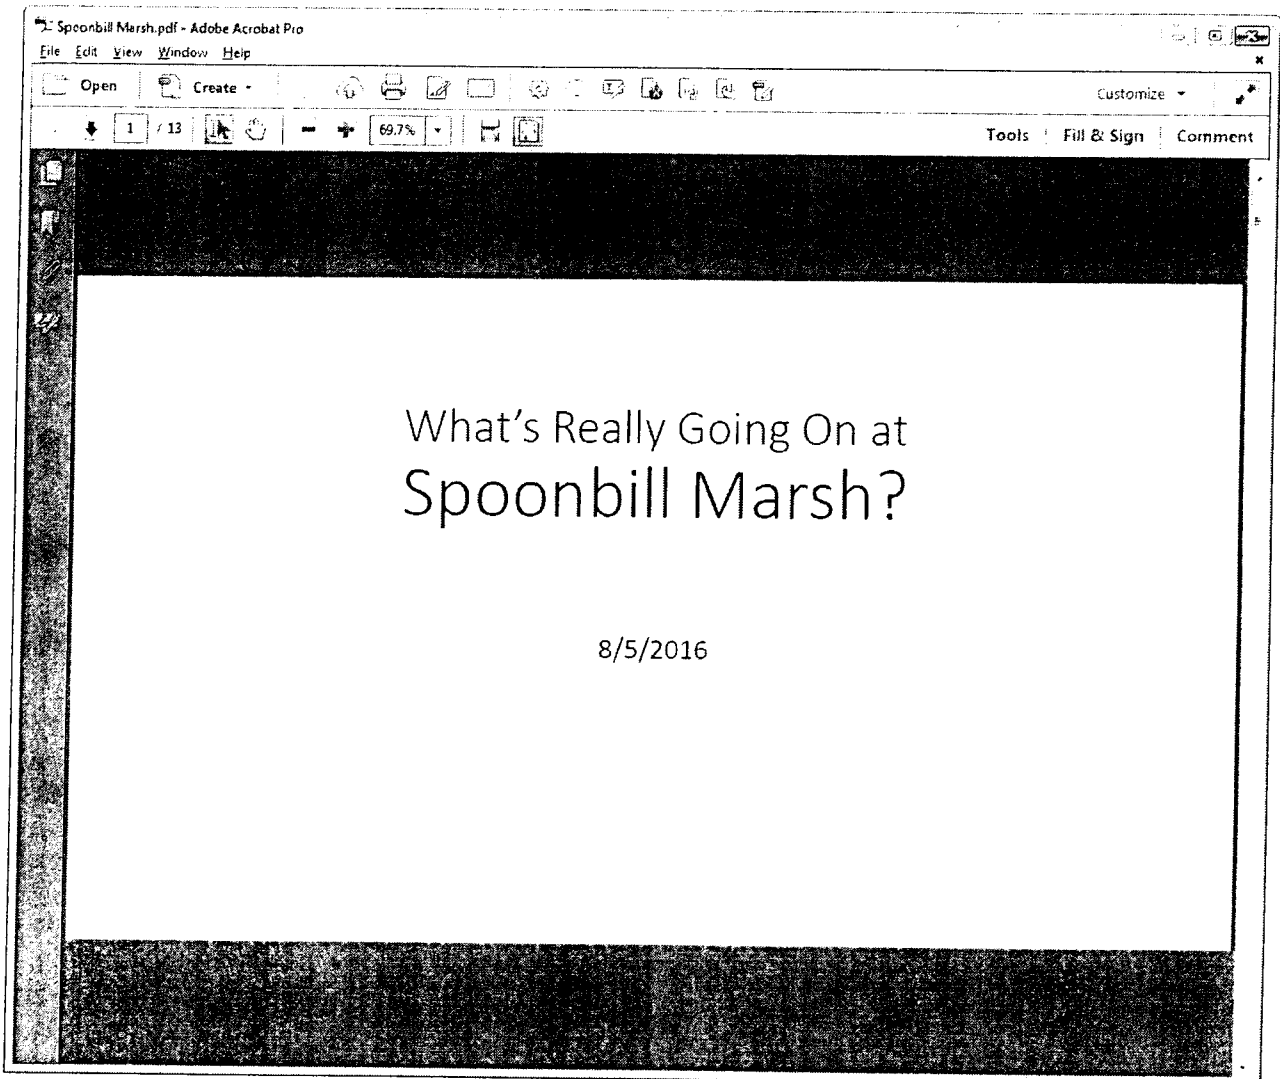 Spoonbill Marsh.pdf - Adobe Acrobat Pro
File Edit View Window Help
Open Create Customize
1 / 13 69.7% Tools Fill & Sign Comment
What's Really Going On at
Spoonbill Marsh?
8/5/2016